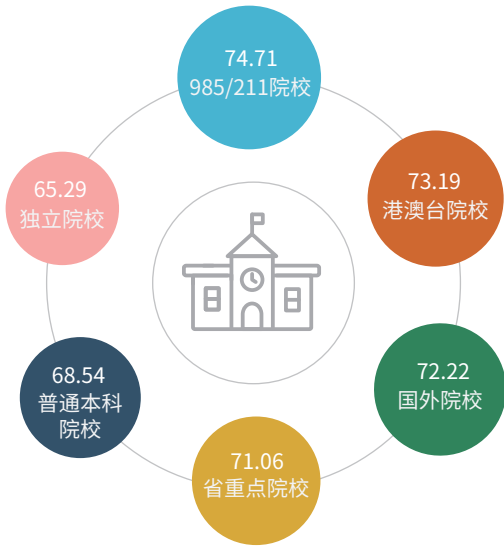 74.71
985/211院校
73.19
港澳台院校
72.22
国外院校
71.06
省重点院校
68.54
普通本科
院校
65.29
独立院校